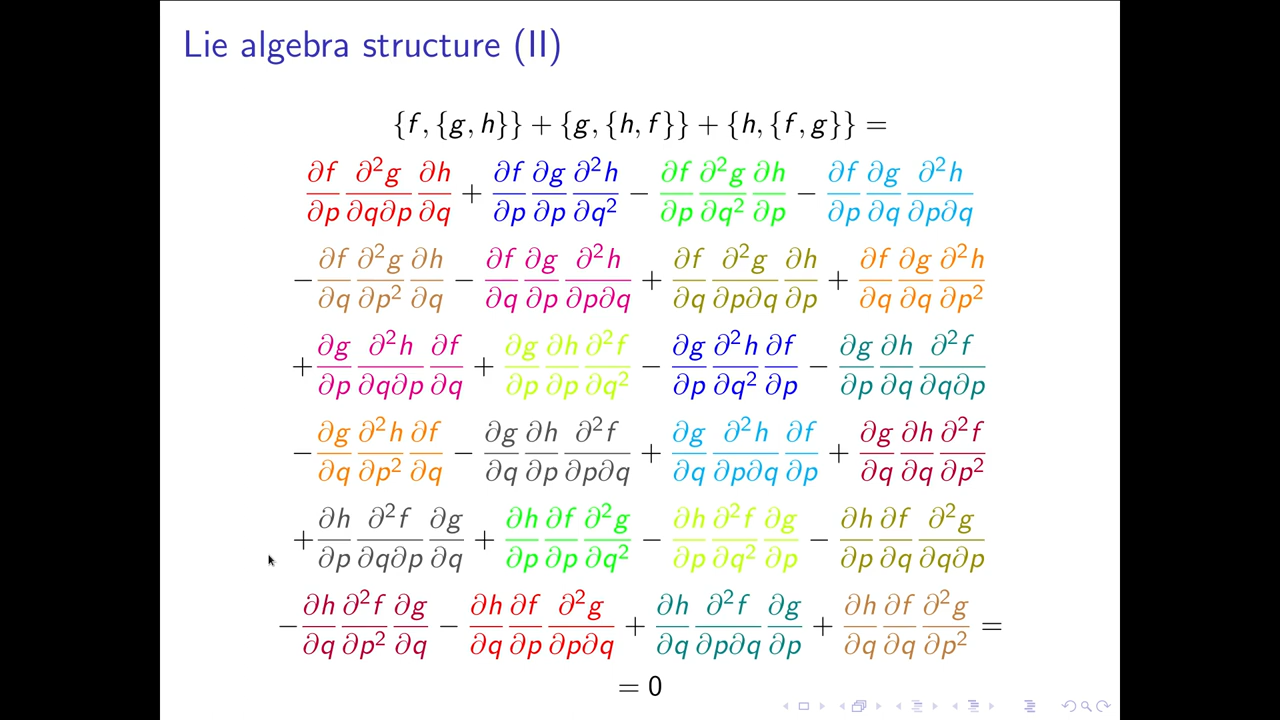 Lie algebra structure (II)
{f, {g, h}} + {g, {h, f}} + {h, {f, g}} =
∂f/∂p ∂²g/∂q∂p ∂h/∂q + ∂f/∂p ∂g/∂p ∂²h/∂q² − ∂f/∂p ∂²g/∂q² ∂h/∂p − ∂f/∂p ∂g/∂q ∂²h/∂p∂q
− ∂f/∂q ∂²g/∂p² ∂h/∂q − ∂f/∂q ∂g/∂p ∂²h/∂p∂q + ∂f/∂q ∂²g/∂p∂q ∂h/∂p + ∂f/∂q ∂g/∂q ∂²h/∂p²
+ ∂g/∂p ∂²h/∂q∂p ∂f/∂q + ∂g/∂p ∂h/∂p ∂²f/∂q² − ∂g/∂p ∂²h/∂q² ∂f/∂p − ∂g/∂p ∂h/∂q ∂²f/∂q∂p
− ∂g/∂q ∂²h/∂p² ∂f/∂q − ∂g/∂q ∂h/∂p ∂²f/∂p∂q + ∂g/∂q ∂²h/∂p∂q ∂f/∂p + ∂g/∂q ∂h/∂q ∂²f/∂p²
+ ∂h/∂p ∂²f/∂q∂p ∂g/∂q + ∂h/∂p ∂f/∂p ∂²g/∂q² − ∂h/∂p ∂²f/∂q² ∂g/∂p − ∂h/∂p ∂f/∂q ∂²g/∂q∂p
− ∂h/∂q ∂²f/∂p² ∂g/∂q − ∂h/∂q ∂f/∂p ∂²g/∂p∂q + ∂h/∂q ∂²f/∂p∂q ∂g/∂p + ∂h/∂q ∂f/∂q ∂²g/∂p² =
= 0